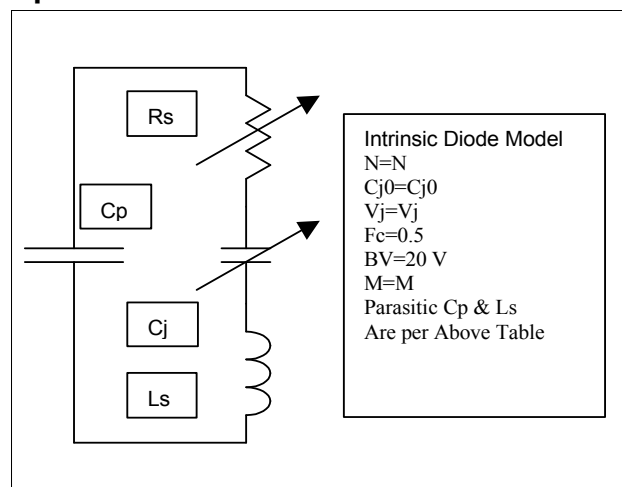 Rs
Cp
Cj
Ls
Intrinsic Diode Model
N=N
Cj0=Cj0
Vj=Vj
Fc=0.5
BV=20 V
M=M
Parasitic Cp & Ls
Are per Above Table